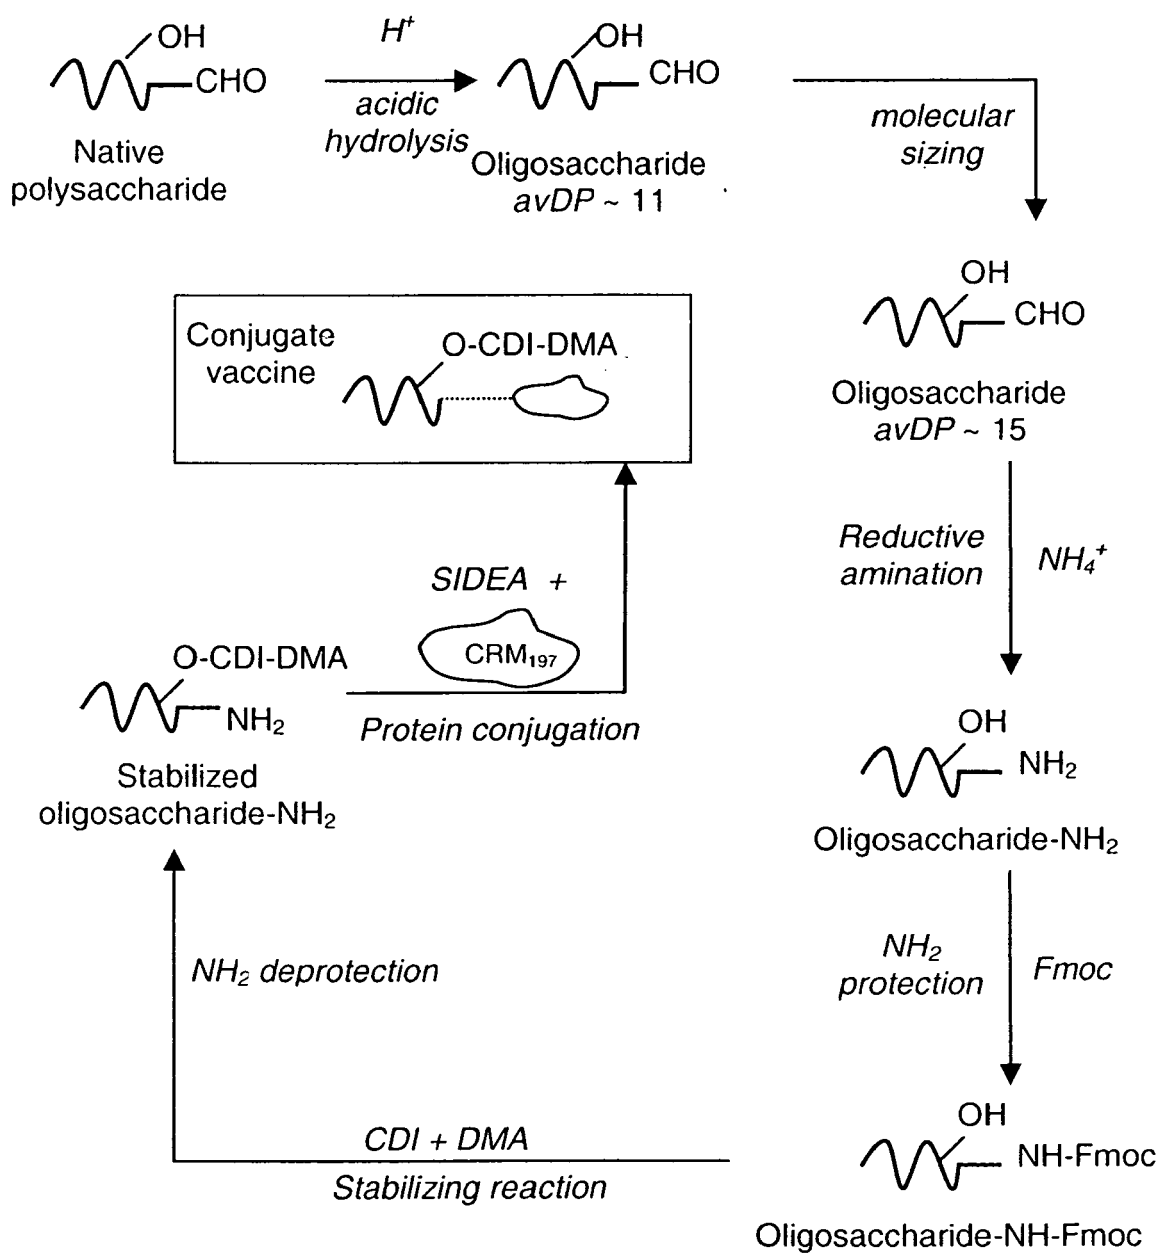 OH
CHO
Native
polysaccharide
H⁺
acidic
hydrolysis
OH
CHO
Oligosaccharide
avDP ~ 11
molecular
sizing
OH
CHO
Oligosaccharide
avDP ~ 15
Reductive
amination
NH₄⁺
OH
NH₂
Oligosaccharide-NH₂
NH₂
protection
Fmoc
OH
NH-Fmoc
Oligosaccharide-NH-Fmoc
CDI + DMA
Stabilizing reaction
NH₂ deprotection
O-CDI-DMA
NH₂
Stabilized
oligosaccharide-NH₂
SIDEA +
CRM₁₉₇
Protein conjugation
Conjugate
vaccine
O-CDI-DMA